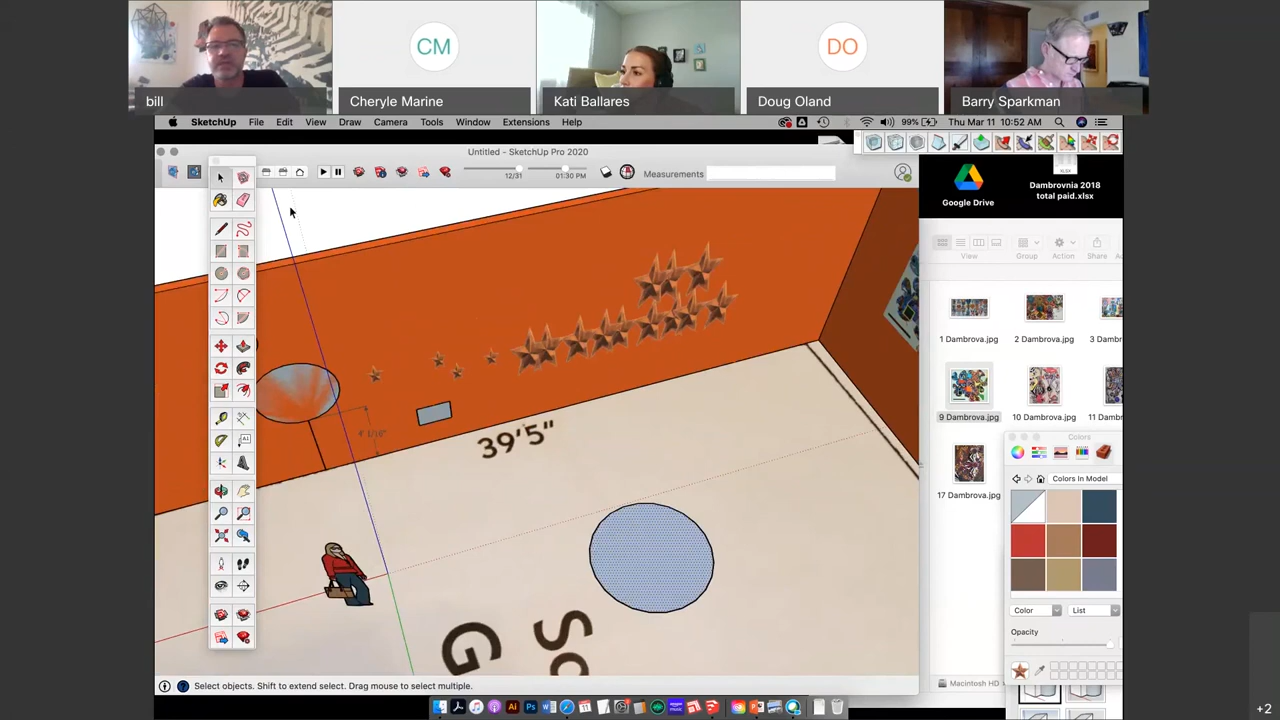 CM
DO
bill
Cheryle Marine
Kati Ballares
Doug Oland
Barry Sparkman
SketchUp File Edit View Draw Camera Tools Window Extensions Help
99% Thu Mar 11 10:52 AM
Untitled - SketchUp Pro 2020
12/31 01:30 PM
Measurements
XLSX
Google Drive
Dambrovnia 2018
total paid.xlsx
View Group Action Share
1 Dambrova.jpg
2 Dambrova.jpg
9 Dambrova.jpg
10 Dambrova.jpg
17 Dambrova.jpg
39'5"
So
G
Colors
Colors In Model
Color
List
Opacity
Macintosh HD
Select objects. Shift to extend select. Drag mouse to select multiple.
+2